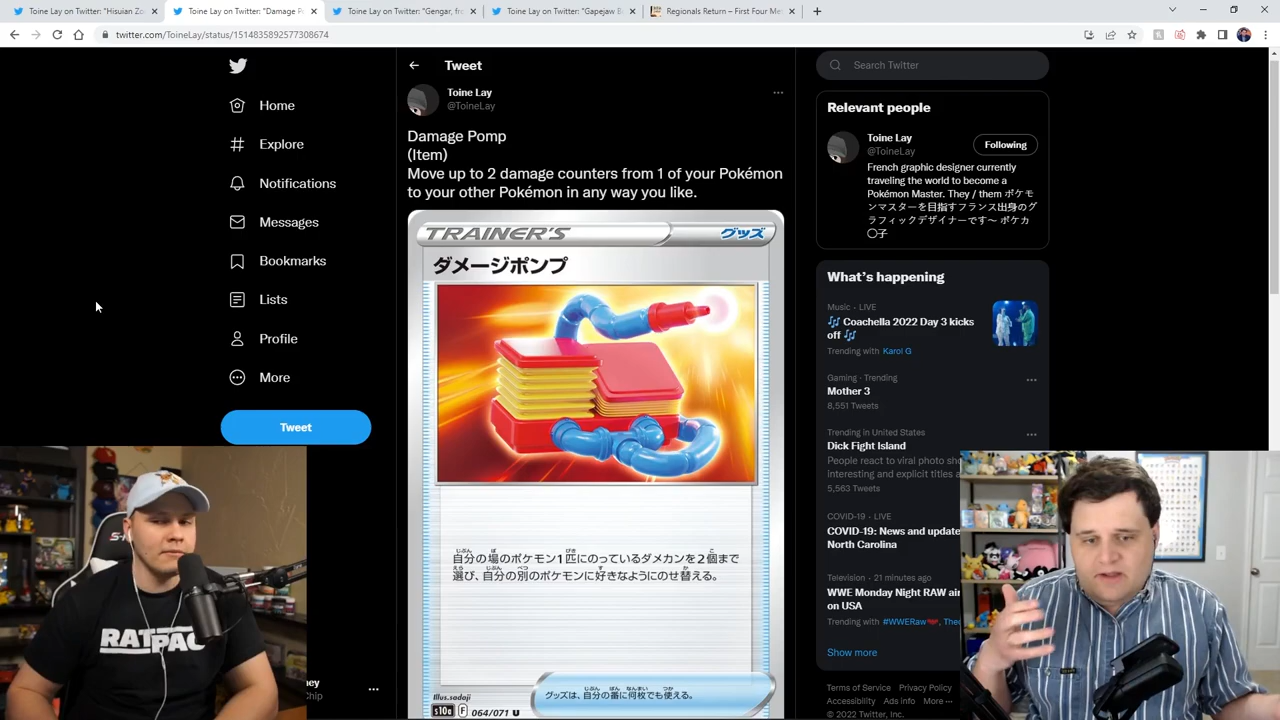 Toine Lay on Twitter: "Hisuian Zo
Toine Lay on Twitter: "Damage P
Toine Lay on Twitter: "Gengar, fro
Toine Lay on Twitter: "Gapejaw B
Regionals Return – First Four Mes
twitter.com/ToineLay/status/1514835892577308674
Home
Explore
Notifications
Messages
Bookmarks
Lists
Profile
More
Tweet
Tweet
Toine Lay
@ToineLay
Damage Pomp
(Item)
Move up to 2 damage counters from 1 of your Pokémon
to your other Pokémon in any way you like.
TRAINER'S
グッズ
ダメージポンプ
自分の場のポケモン1匹にのっているダメカンを2個まで
選び、自分の別のポケモンに好きなようにのせ替える。
グッズは、自分の番に何枚でも使える。
Illus.sadaji
s10a F 064/071 U
Search Twitter
Relevant people
Toine Lay
@ToineLay
Following
French graphic designer currently
traveling the world to become a
Pokémon Master. They / them ポケモ
ンマスターを目指すフランス出身のグ
ラフィックデザイナーです〜 ポケカ
◯子
What's happening
Music · LIVE
🎶 Coachella 2022 Day 3 kicks
off 🎶
Trending with Karol G
Gaming · Trending
Mother 3
8,551 Tweets
Trending in United States
Dick Fight Island
People react to viral photo sho
interesting and explicit titles a
5,563 Tweets
COVID-19 · LIVE
COVID-19: News and update
North Carolina
Television · 21 minutes ago
WWE Monday Night RAW air
on USA
Trending with #WWERaw❤️, Thec
Show more
Terms of Service Privacy Policy
Accessibility Ads info More ···
© 2022 Twitter, Inc.
RATPAC
ney
Chip